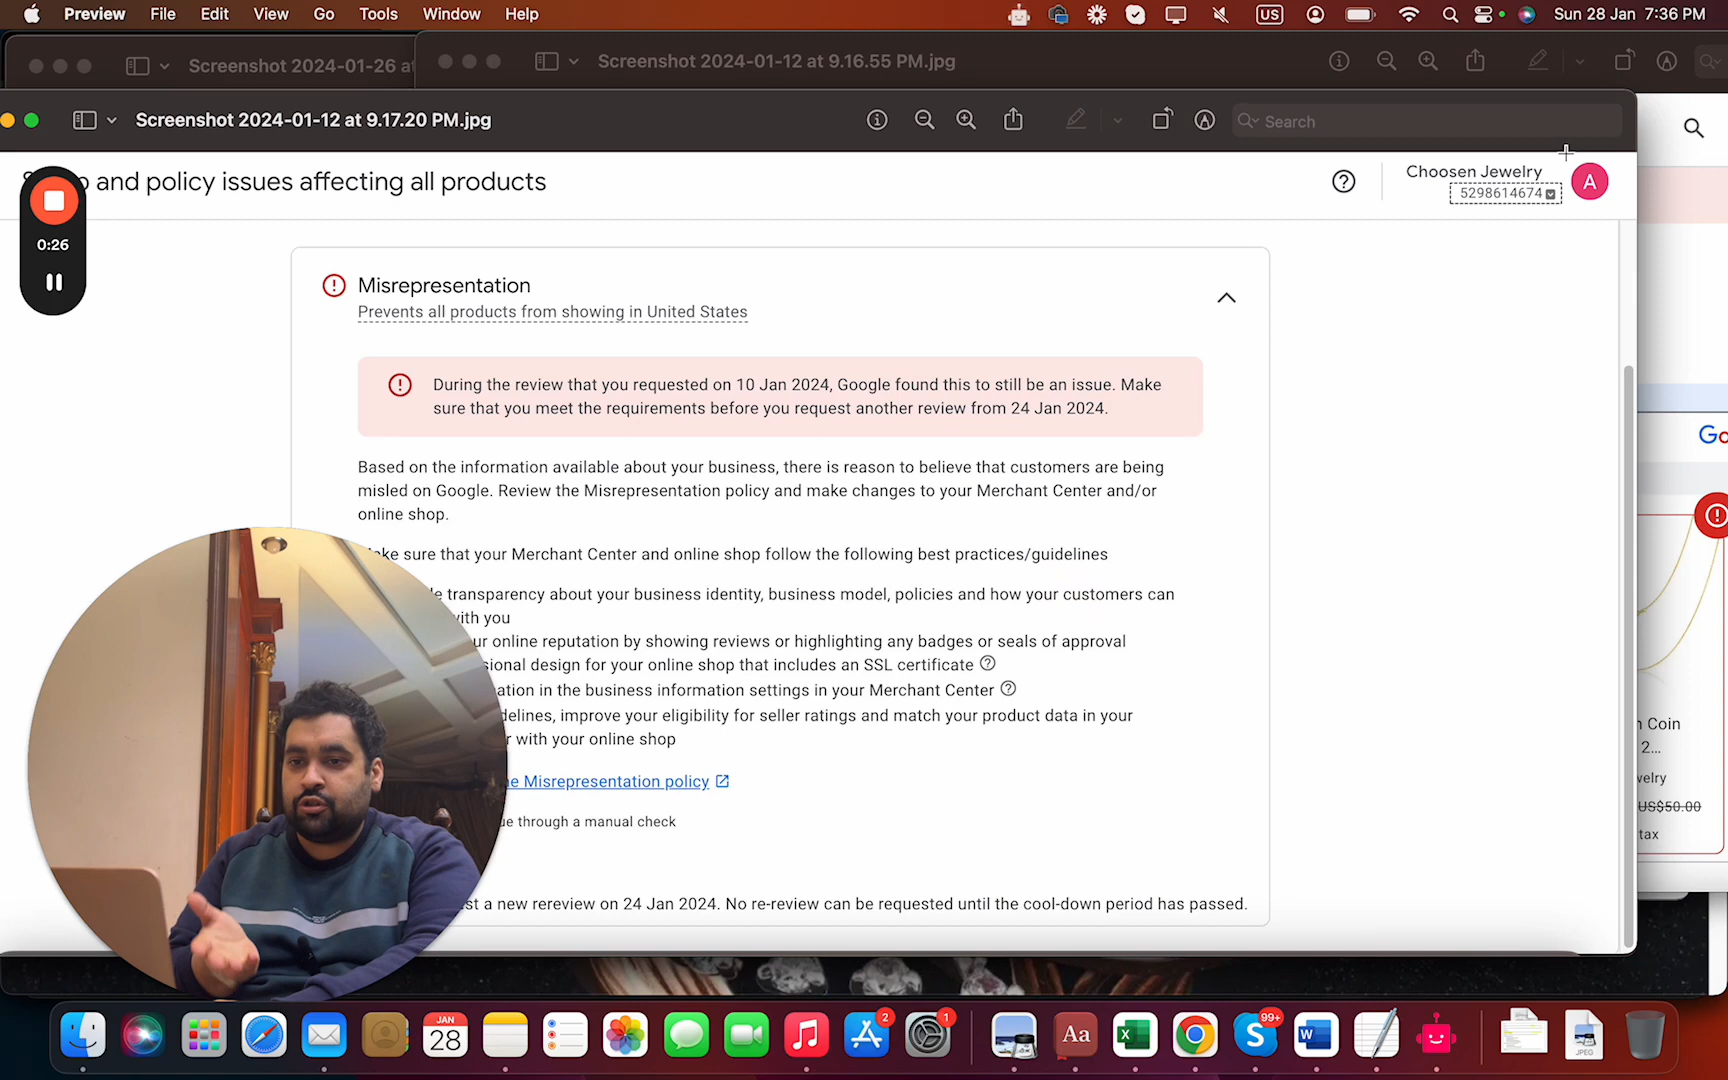 Preview File Edit View Go Tools Window Help US Sun 28 Jan 7:36 PM
Screenshot 2024-01-26 at
Screenshot 2024-01-12 at 9.16.55 PM.jpg
Screenshot 2024-01-12 at 9.17.20 PM.jpg
Search
and policy issues affecting all products
Choosen Jewelry
5298614674
A
0:26
Misrepresentation
Prevents all products from showing in United States
During the review that you requested on 10 Jan 2024, Google found this to still be an issue. Make
sure that you meet the requirements before you request another review from 24 Jan 2024.
Based on the information available about your business, there is reason to believe that customers are being
misled on Google. Review the Misrepresentation policy and make changes to your Merchant Center and/or
online shop.
sure that your Merchant Center and online shop follow the following best practices/guidelines
transparency about your business identity, business model, policies and how your customers can
with you
online reputation by showing reviews or highlighting any badges or seals of approval
design for your online shop that includes an SSL certificate
in the business information settings in your Merchant Center
improve your eligibility for seller ratings and match your product data in your
with your online shop
Misrepresentation policy
through a manual check
a new rereview on 24 Jan 2024. No re-review can be requested until the cool-down period has passed.
Go
Coin
2...
US$50.00
tax
JAN
28
2
1
Aa
99+
JPEG